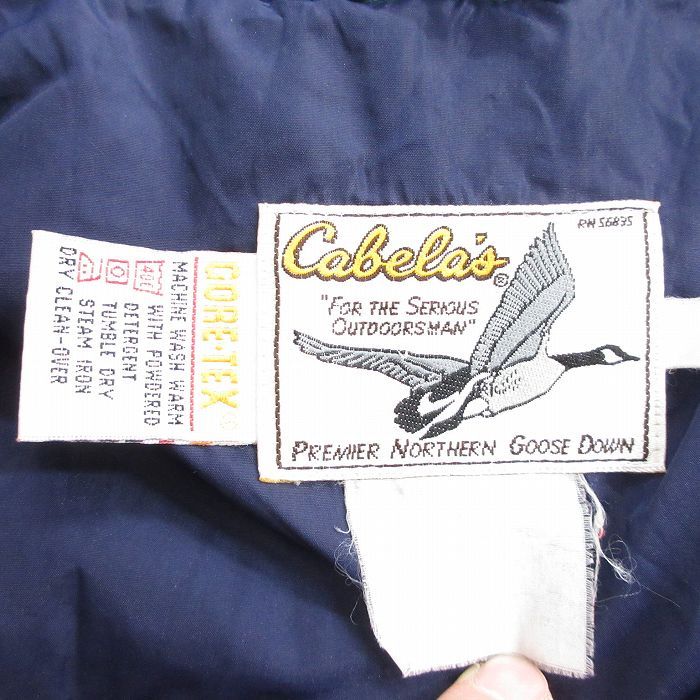 RN 56835
Cabela's®
"FOR THE SERIOUS
OUTDOORSMAN"
PREMIER NORTHERN GOOSE DOWN
GORE-TEX®
MACHINE WASH WARM
40C WITH POWDERED
DETERGENT
TUMBLE DRY
STEAM IRON
DRY CLEAN-OVER